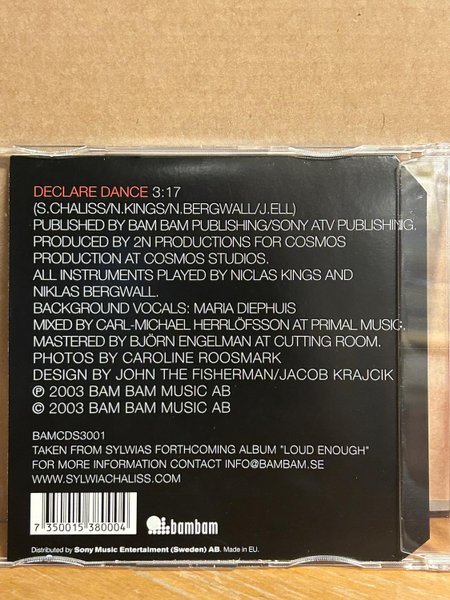 DECLARE DANCE 3:17
(S.CHALISS/N.KINGS/N.BERGWALL/J.ELL)
PUBLISHED BY BAM BAM PUBLISHING/SONY ATV PUBLISHING.
PRODUCED BY 2N PRODUCTIONS FOR COSMOS
PRODUCTION AT COSMOS STUDIOS.
ALL INSTRUMENTS PLAYED BY NICLAS KINGS AND
NIKLAS BERGWALL.
BACKGROUND VOCALS: MARIA DIEPHUIS
MIXED BY CARL-MICHAEL HERRLÖFSSON AT PRIMAL MUSIC.
MASTERED BY BJÖRN ENGELMAN AT CUTTING ROOM.
PHOTOS BY CAROLINE ROOSMARK
DESIGN BY JOHN THE FISHERMAN/JACOB KRAJCIK
℗ 2003 BAM BAM MUSIC AB
© 2003 BAM BAM MUSIC AB
BAMCDS3001
TAKEN FROM SYLWIAS FORTHCOMING ALBUM "LOUD ENOUGH"
FOR MORE INFORMATION CONTACT INFO@BAMBAM.SE
WWW.SYLWIACHALISS.COM
7 350015 380004
bambam
Distributed by Sony Music Entertaiment (Sweden) AB. Made in EU.